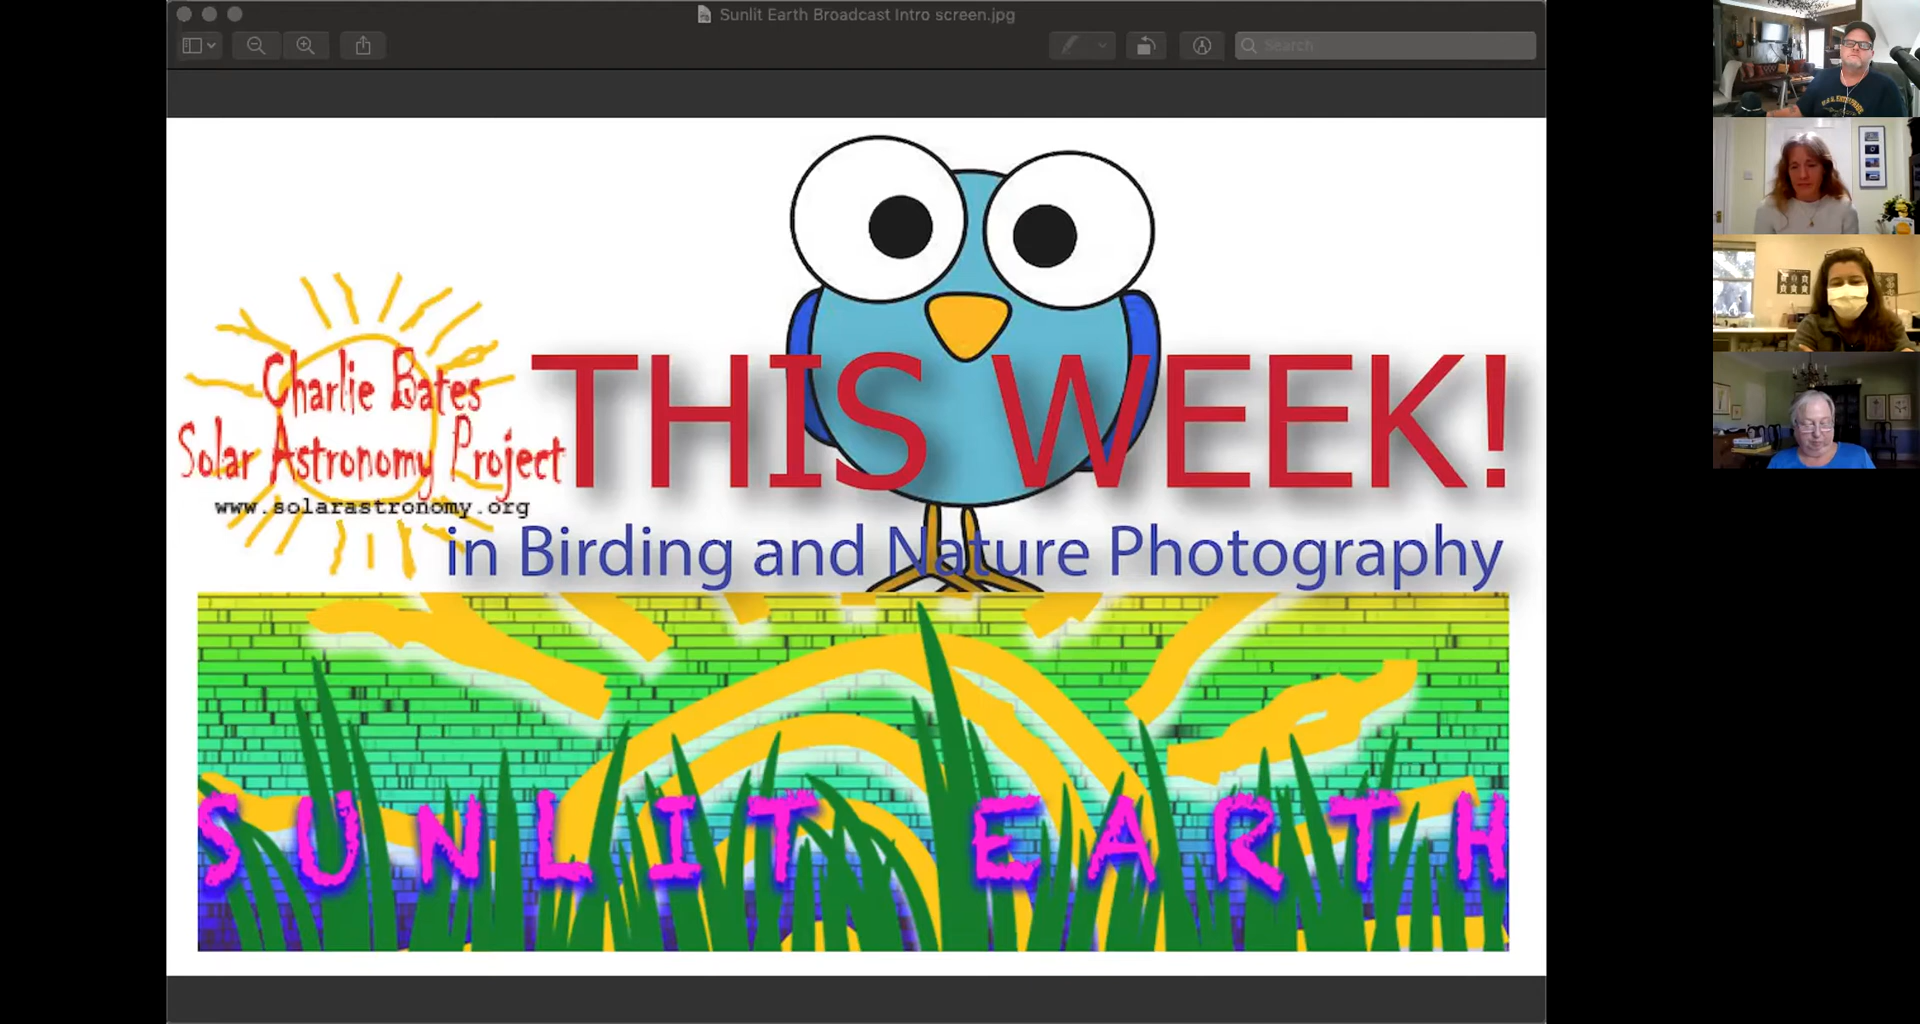 Sunlit Earth Broadcast Intro screen.jpg
Search
Charlie Bates
Solar Astronomy Project
www.solarastronomy.org
THIS WEEK!
in Birding and Nature Photography
SUNLIT EARTH